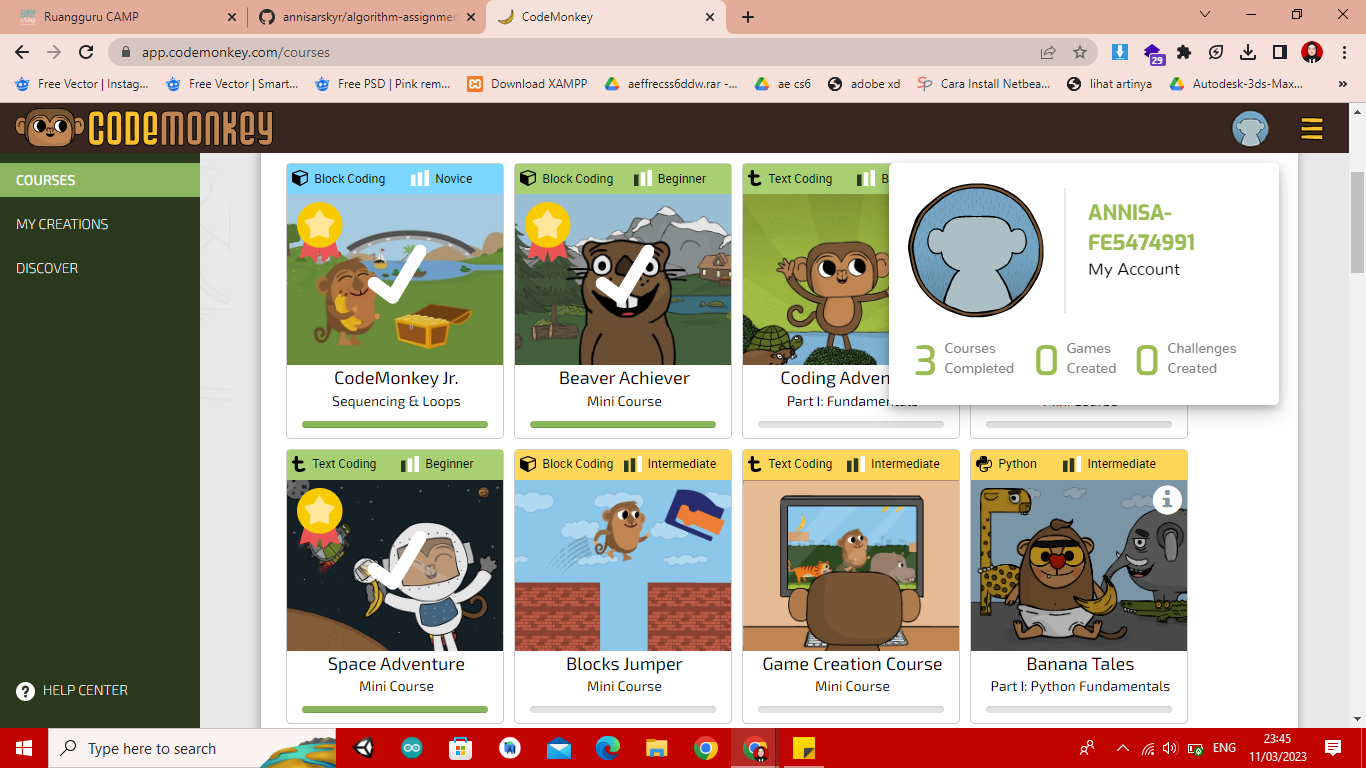 Ruangguru CAMP
annisarskyr/algorithm-assignmen
CodeMonkey
app.codemonkey.com/courses
29
Free Vector | Instag...
Free Vector | Smart...
Free PSD | Pink rem...
Download XAMPP
aeffrecss6ddw.rar -...
ae cs6
adobe xd
Cara Install Netbea...
lihat artinya
Autodesk-3ds-Max...
CODEMONKEY
COURSES
MY CREATIONS
DISCOVER
HELP CENTER
Block Coding Novice
CodeMonkey Jr.
Sequencing & Loops
Block Coding Beginner
Beaver Achiever
Mini Course
Text Coding B
Coding Adven
Part I: Fundamentals
Mini Course
ANNISA-
FE5474991
My Account
3 Courses Completed
0 Games Created
0 Challenges Created
Text Coding Beginner
Space Adventure
Mini Course
Block Coding Intermediate
Blocks Jumper
Mini Course
Text Coding Intermediate
Game Creation Course
Mini Course
Python Intermediate
Banana Tales
Part I: Python Fundamentals
Type here to search
ENG
23:45
11/03/2023